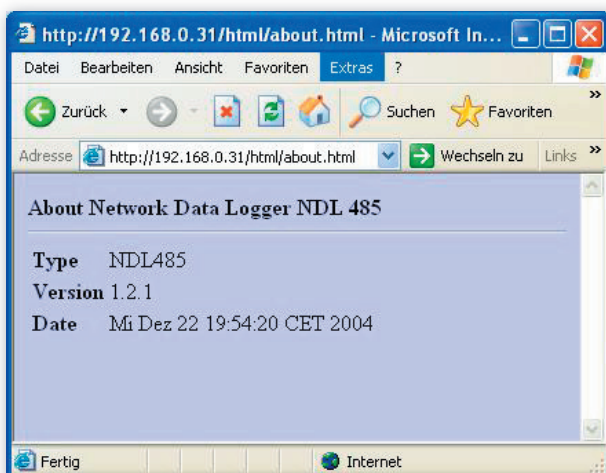 http://192.168.0.31/html/about.html - Microsoft In...
Datei Bearbeiten Ansicht Favoriten Extras ?
Zurück Suchen Favoriten »
Adresse http://192.168.0.31/html/about.html Wechseln zu Links »
About Network Data Logger NDL 485
Type NDL485
Version 1.2.1
Date Mi Dez 22 19:54:20 CET 2004
Fertig Internet